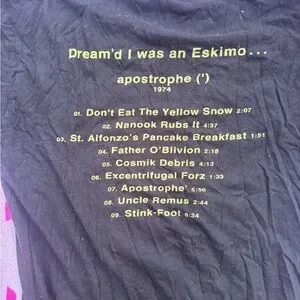 Dream'd I was an Eskimo...
apostrophe (')
1974
01. Don't Eat The Yellow Snow 2:07
02. Nanook Rubs It 4:37
03. St. Alfonzo's Pancake Breakfast 1:51
04. Father O'Blivion 2:18
05. Cosmik Debris 4:13
06. Excentrifugal Forz 1:33
07. Apostrophe' 5:50
08. Uncle Remus 2:44
09. Stink-Foot 6:34